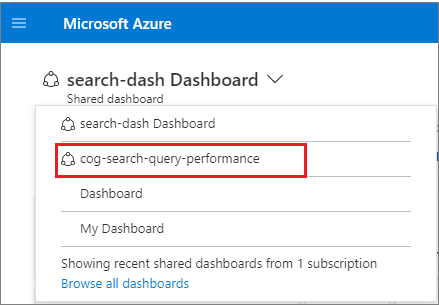 Microsoft Azure
search-dash Dashboard
Shared dashboard
search-dash Dashboard
cog-search-query-performance
Dashboard
My Dashboard
Showing recent shared dashboards from 1 subscription
Browse all dashboards